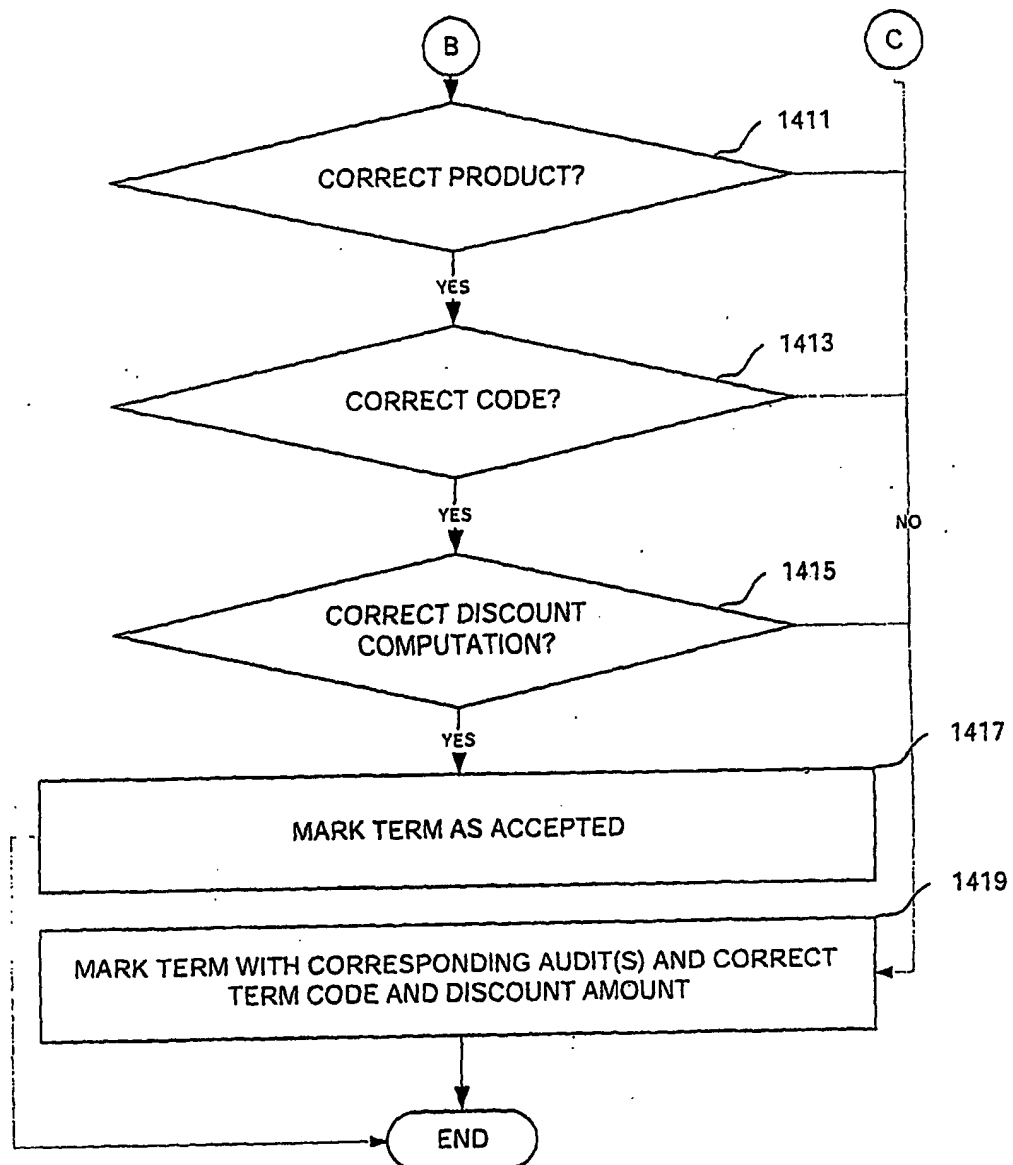 B
C
1411
CORRECT PRODUCT?
YES
1413
CORRECT CODE?
YES
NO
1415
CORRECT DISCOUNT
COMPUTATION?
YES
1417
MARK TERM AS ACCEPTED
1419
MARK TERM WITH CORRESPONDING AUDIT(S) AND CORRECT
TERM CODE AND DISCOUNT AMOUNT
END